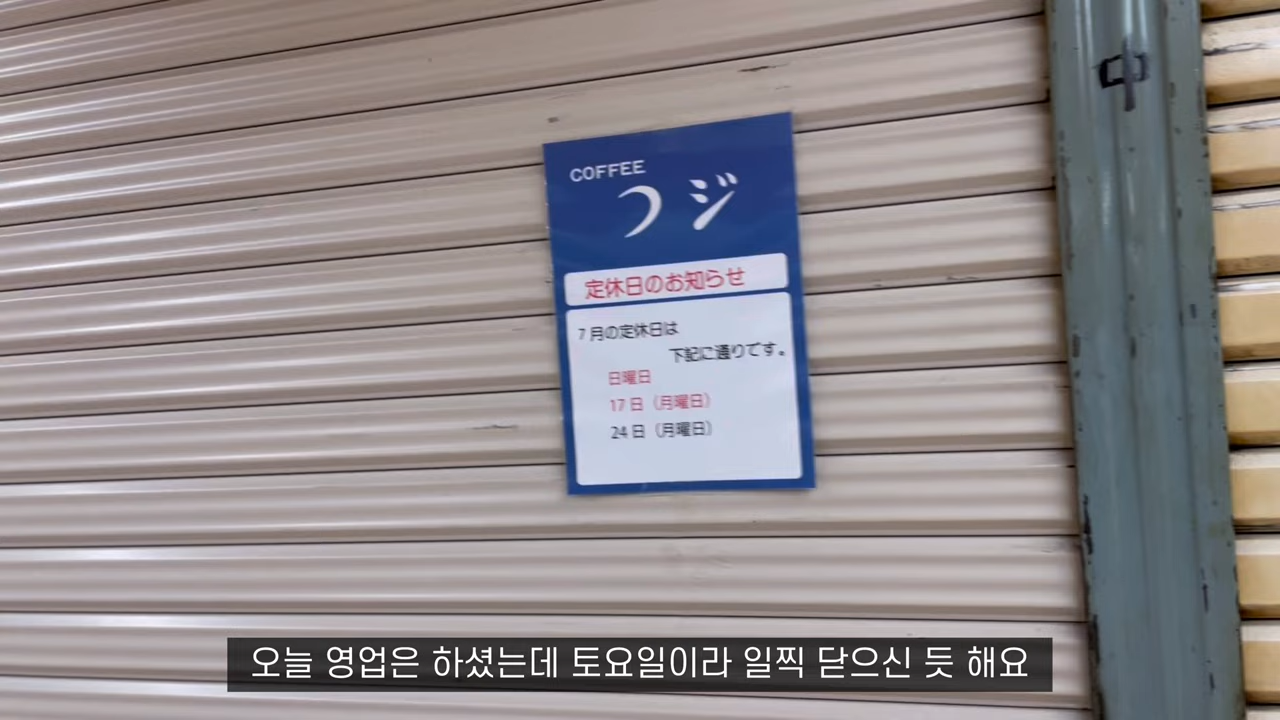 COFFEE
フジ
定休日のお知らせ
7月の定休日は
下記に通りです。
日曜日
17日（月曜日）
24日（月曜日）
오늘 영업은 하셨는데 토요일이라 일찍 닫으신 듯 해요